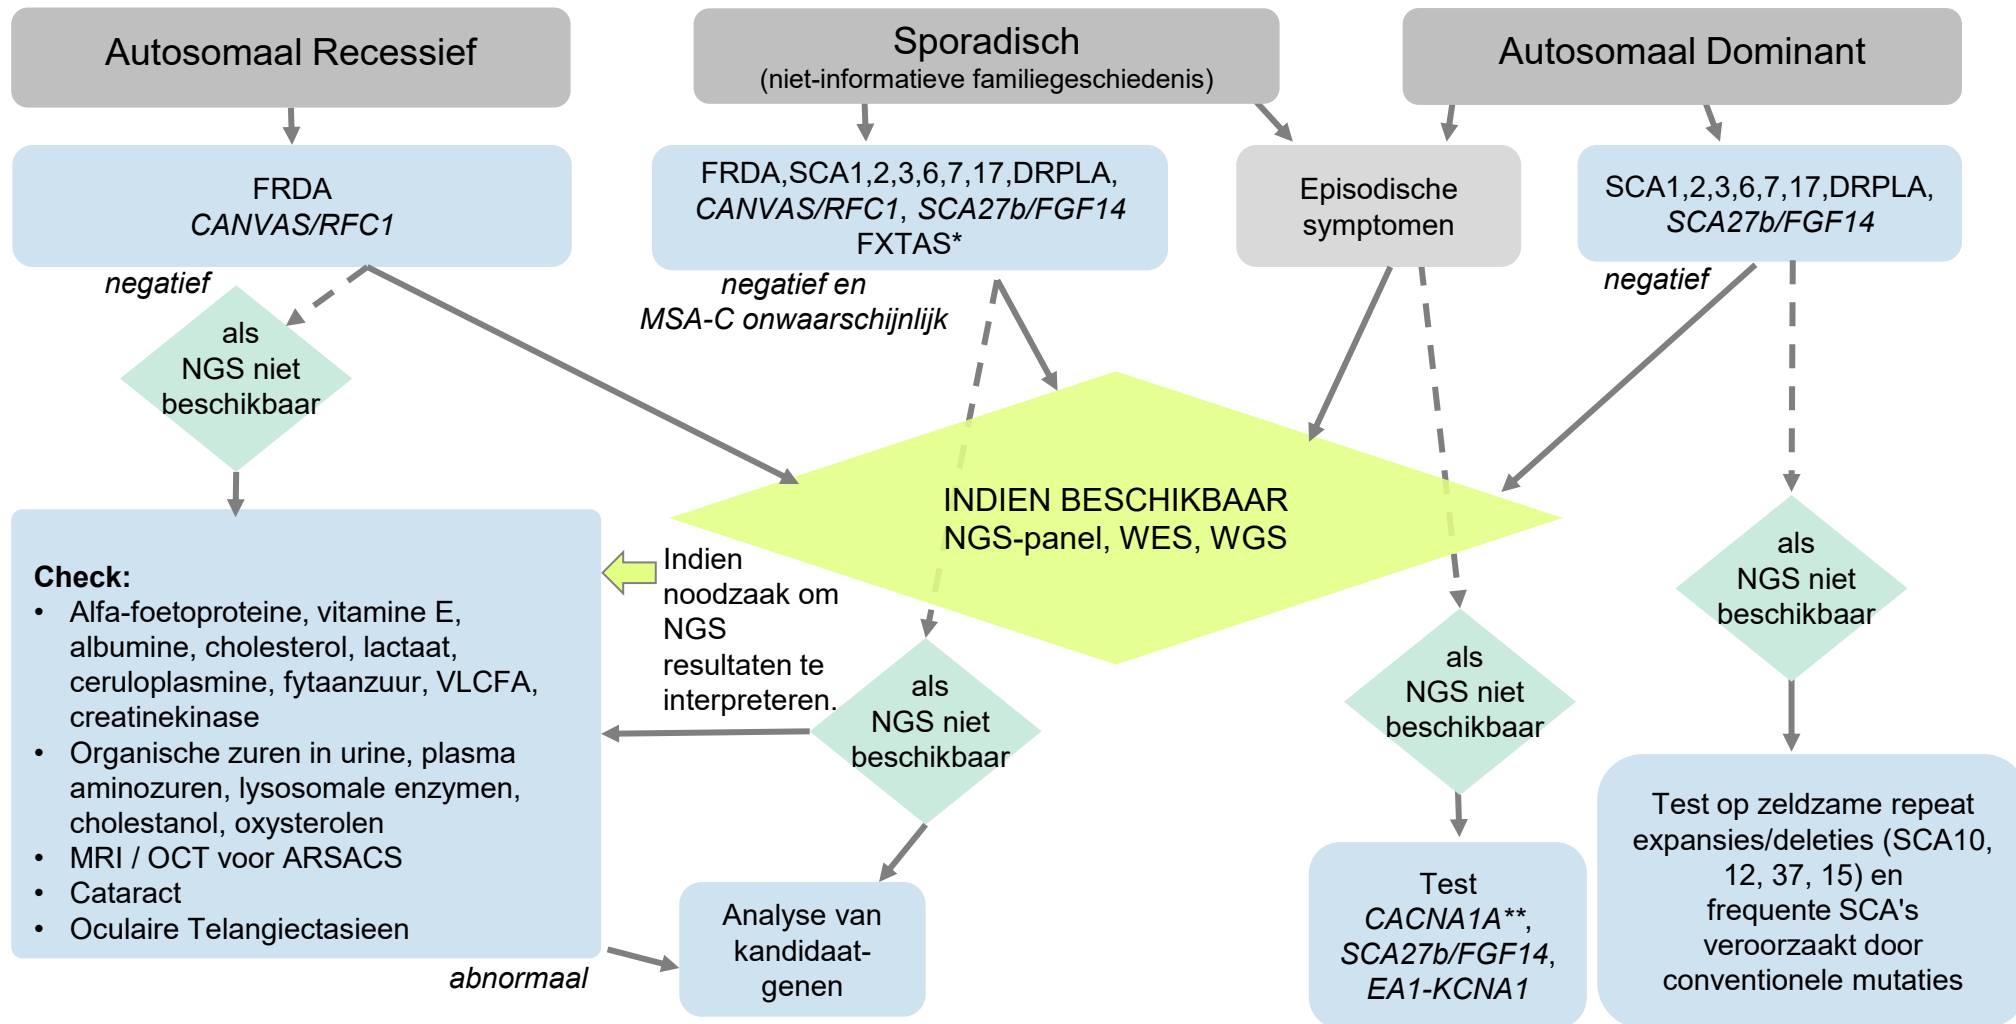 Autosomaal Recessief
Sporadisch
(niet-informatieve familiegeschiedenis)
Autosomaal Dominant
FRDA
CANVAS/RFC1
FRDA,SCA1,2,3,6,7,17,DRPLA,
CANVAS/RFC1, SCA27b/FGF14
FXTAS*
Episodische
symptomen
SCA1,2,3,6,7,17,DRPLA,
SCA27b/FGF14
negatief
negatief en
MSA-C onwaarschijnlijk
negatief
als
NGS niet
beschikbaar
INDIEN BESCHIKBAAR
NGS-panel, WES, WGS
Check:
• Alfa-foetoproteine, vitamine E,
albumine, cholesterol, lactaat,
ceruloplasmine, fytaanzuur, VLCFA,
creatinekinase
• Organische zuren in urine, plasma
aminozuren, lysosomale enzymen,
cholestanol, oxysterolen
• MRI / OCT voor ARSACS
• Cataract
• Oculaire Telangiectasieen
Indien
noodzaak om
NGS
resultaten te
interpreteren.
als
NGS niet
beschikbaar
als
NGS niet
beschikbaar
als
NGS niet
beschikbaar
abnormaal
Analyse van
kandidaat-
genen
Test
CACNA1A**,
SCA27b/FGF14,
EA1-KCNA1
Test op zeldzame repeat
expansies/deleties (SCA10,
12, 37, 15) en
frequente SCA's
veroorzaakt door
conventionele mutaties